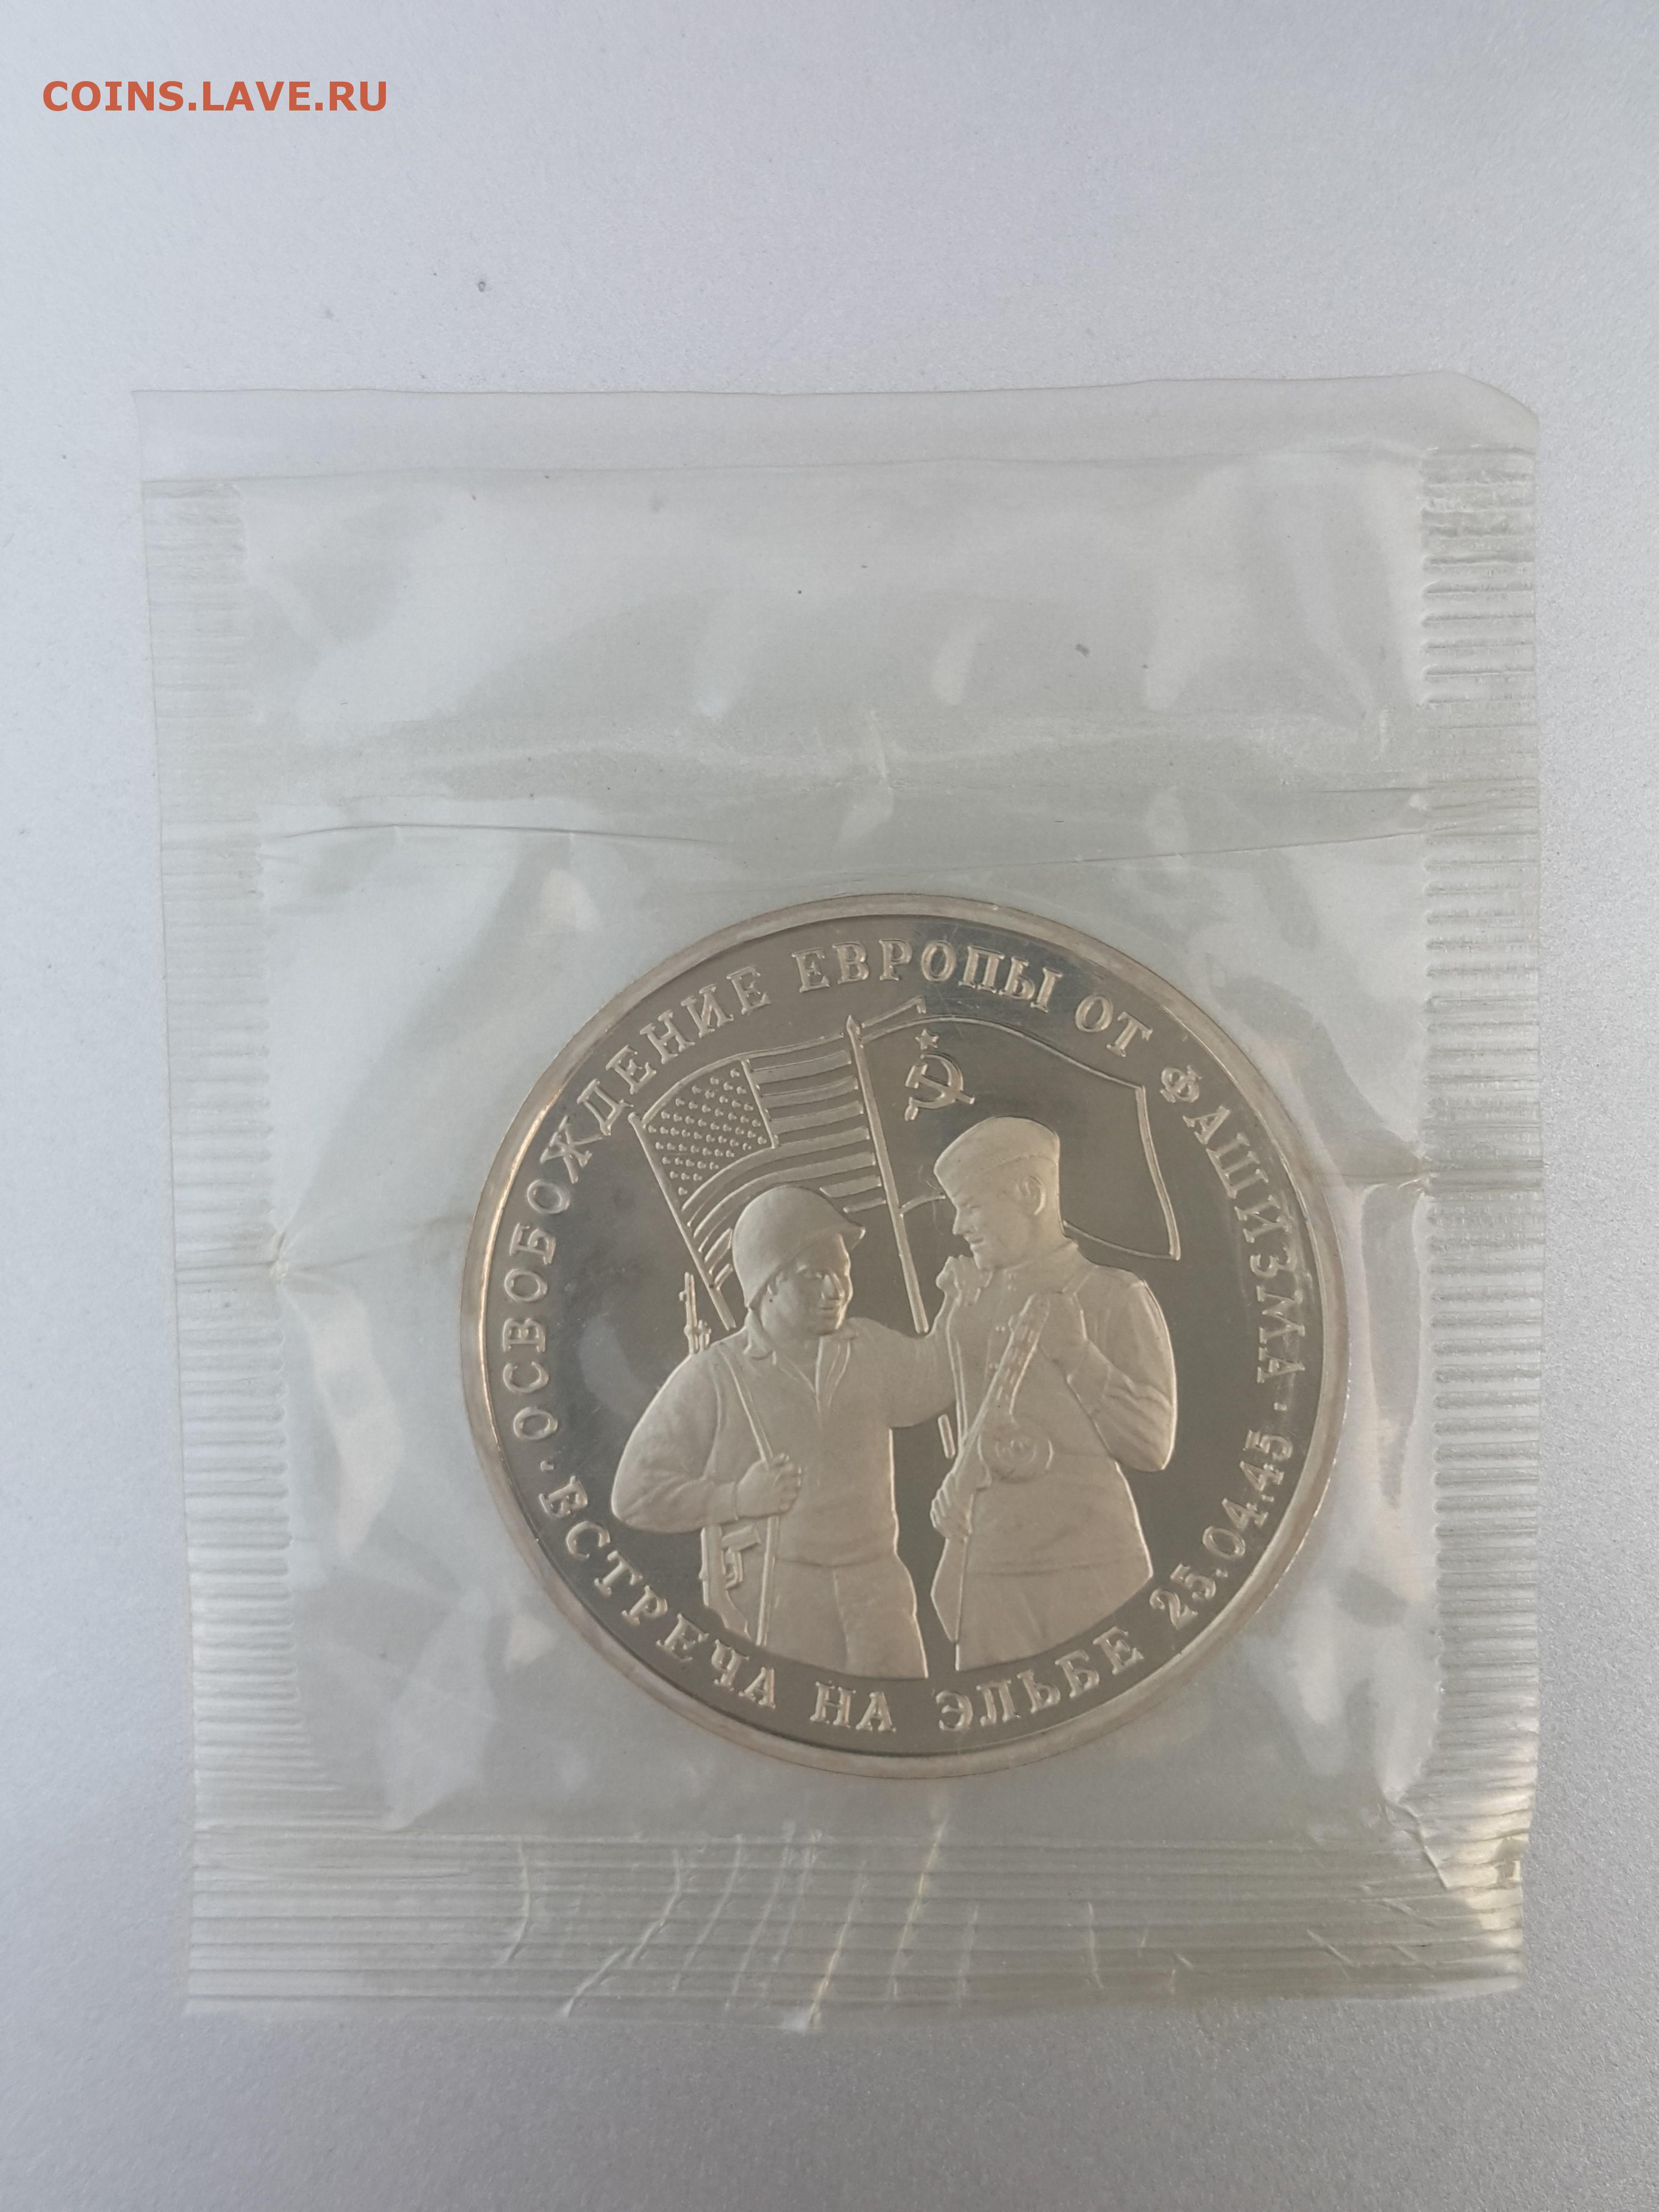 COINS.LAVE.RU
ОСВОБОЖДЕНИЕ ЕВРОПЫ ОТ ФАШИЗМА
ВСТРЕЧА НА ЭЛЬБЕ 25.04.45